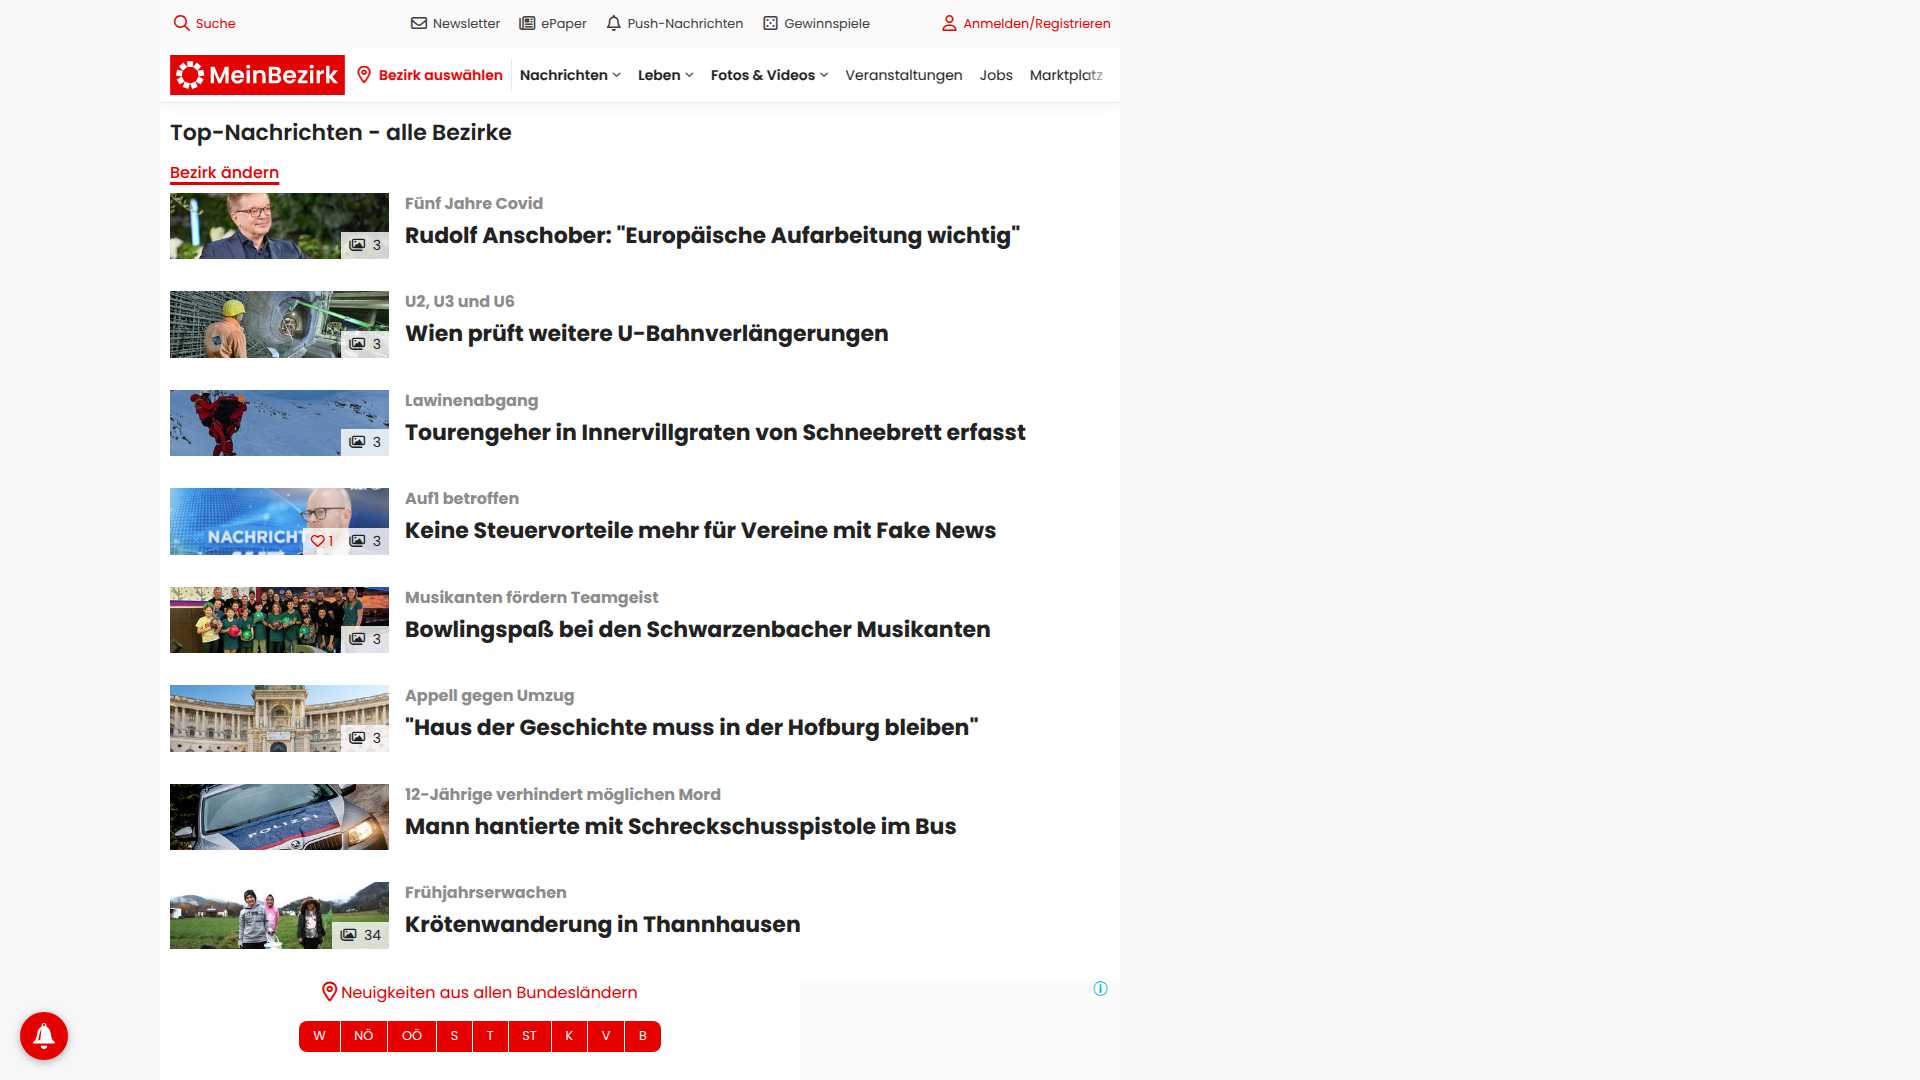 Suche
Newsletter
ePaper
Push-Nachrichten
Gewinnspiele
Anmelden/Registrieren
MeinBezirk
Bezirk auswählen
Nachrichten
Leben
Fotos & Videos
Veranstaltungen
Jobs
Marktplatz
Top-Nachrichten - alle Bezirke
Bezirk ändern
3
Fünf Jahre Covid
Rudolf Anschober: "Europäische Aufarbeitung wichtig"
3
U2, U3 und U6
Wien prüft weitere U-Bahnverlängerungen
3
Lawinenabgang
Tourengeher in Innervillgraten von Schneebrett erfasst
NACHRICHT
1
3
Auf1 betroffen
Keine Steuervorteile mehr für Vereine mit Fake News
3
Musikanten fördern Teamgeist
Bowlingspaß bei den Schwarzenbacher Musikanten
3
Appell gegen Umzug
"Haus der Geschichte muss in der Hofburg bleiben"
POLIZEI
12-Jährige verhindert möglichen Mord
Mann hantierte mit Schreckschusspistole im Bus
34
Frühjahrserwachen
Krötenwanderung in Thannhausen
Neuigkeiten aus allen Bundesländern
W
NÖ
OÖ
S
T
ST
K
V
B